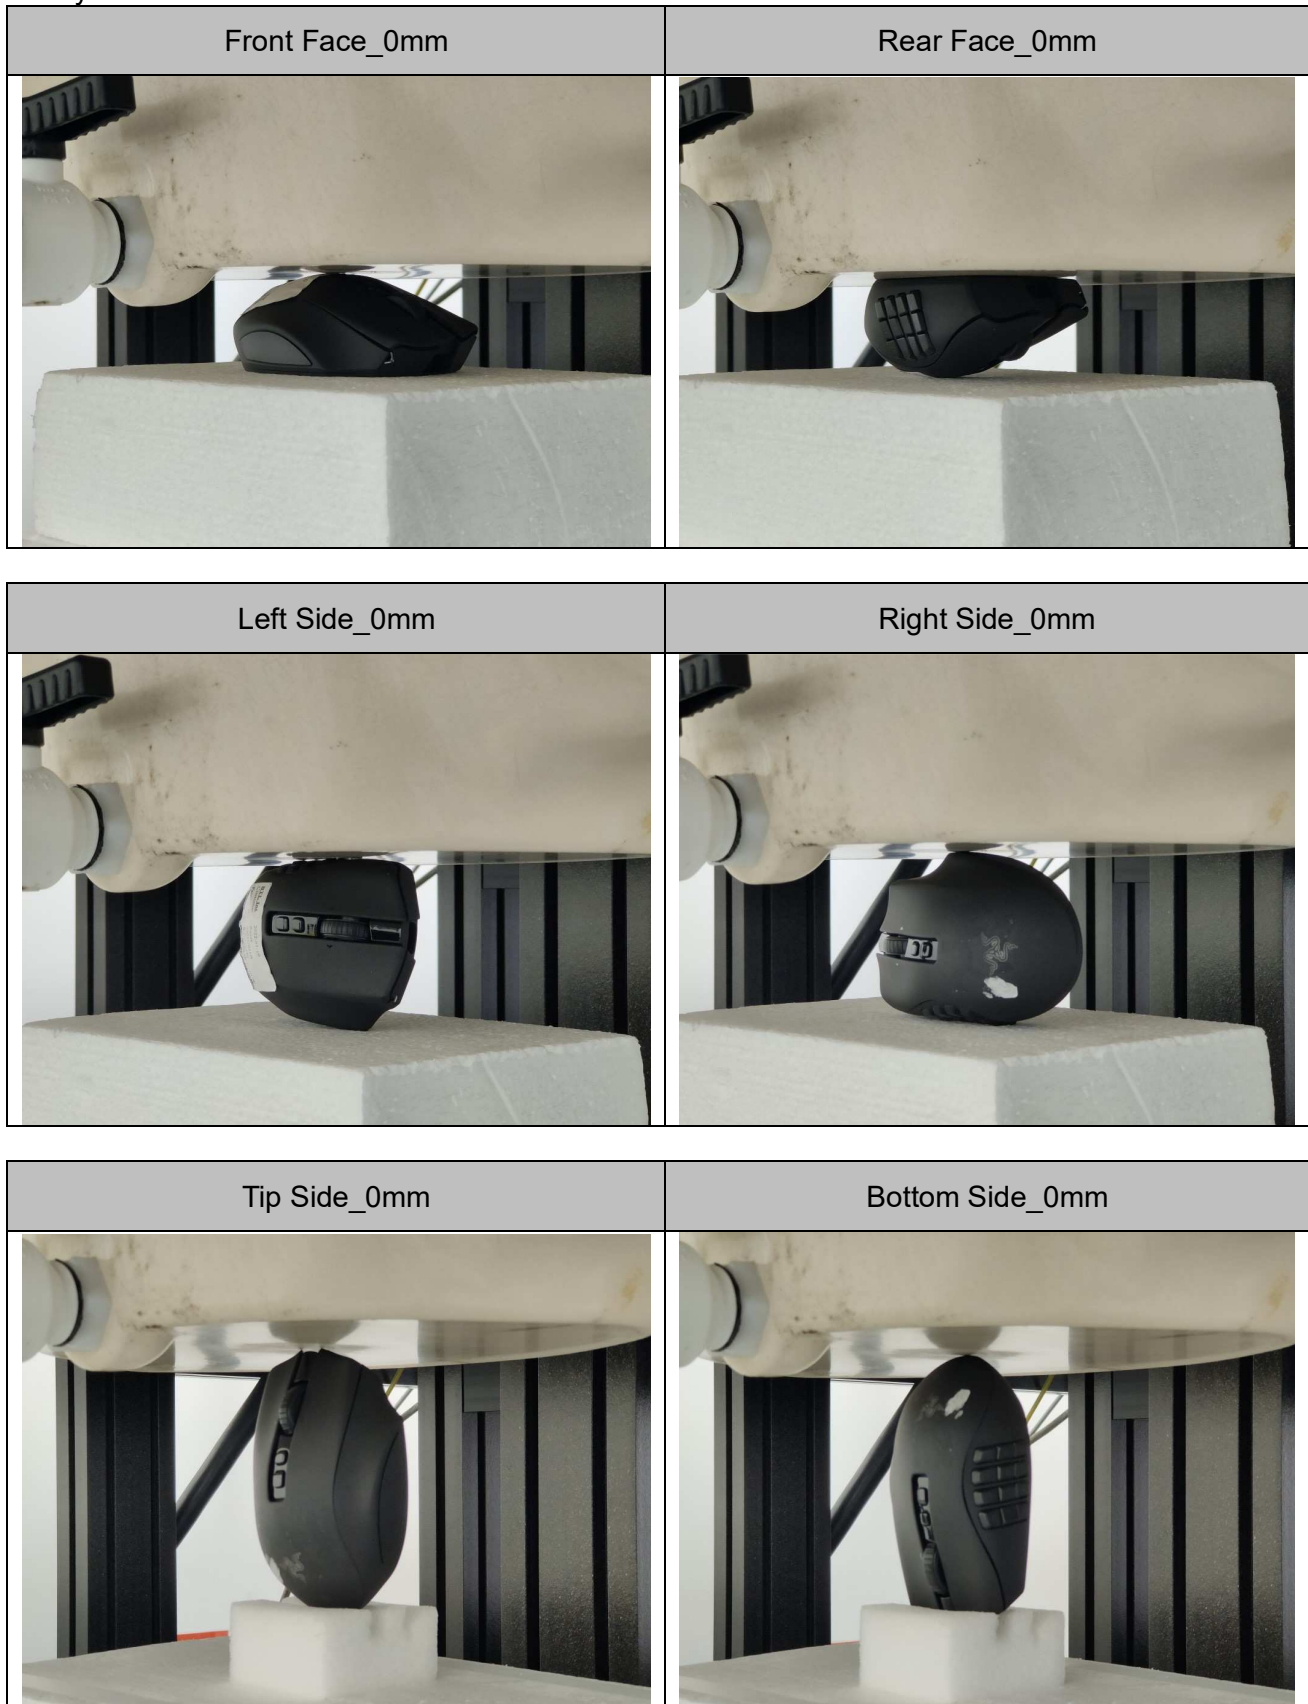 Front Face_0mm
Rear Face_0mm
Left Side_0mm
Right Side_0mm
Tip Side_0mm
Bottom Side_0mm